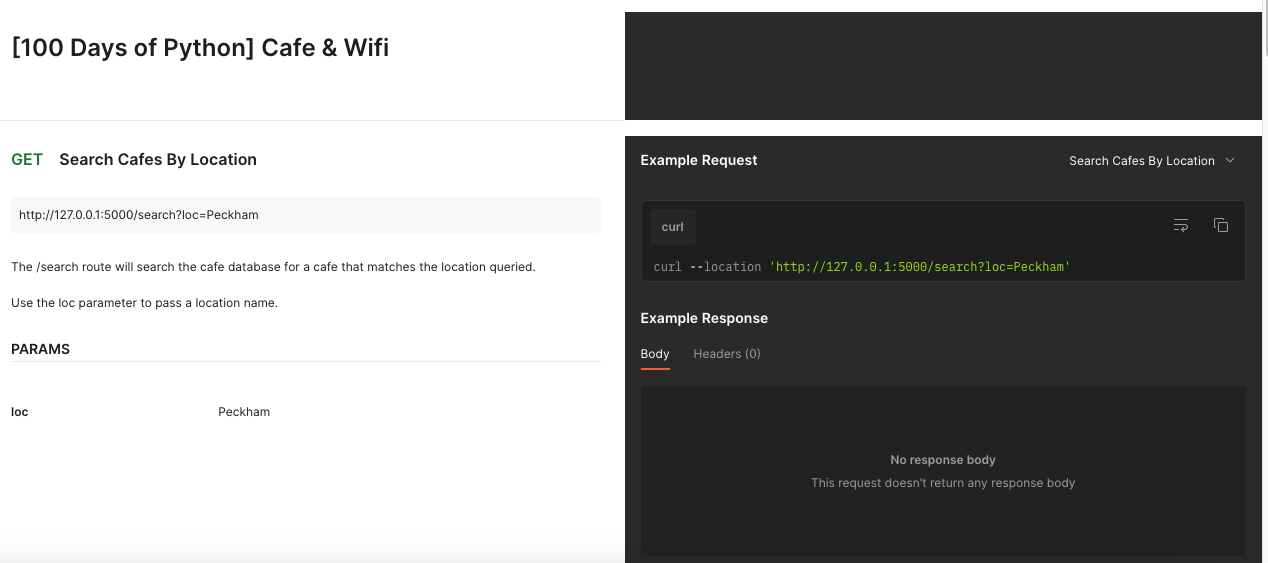 [100 Days of Python] Cafe & Wifi
GET Search Cafes By Location
http://127.0.0.1:5000/search?loc=Peckham
The /search route will search the cafe database for a cafe that matches the location queried.
Use the loc parameter to pass a location name.
PARAMS
loc Peckham
Example Request Search Cafes By Location
curl
curl --location 'http://127.0.0.1:5000/search?loc=Peckham'
Example Response
Body Headers (0)
No response body
This request doesn't return any response body